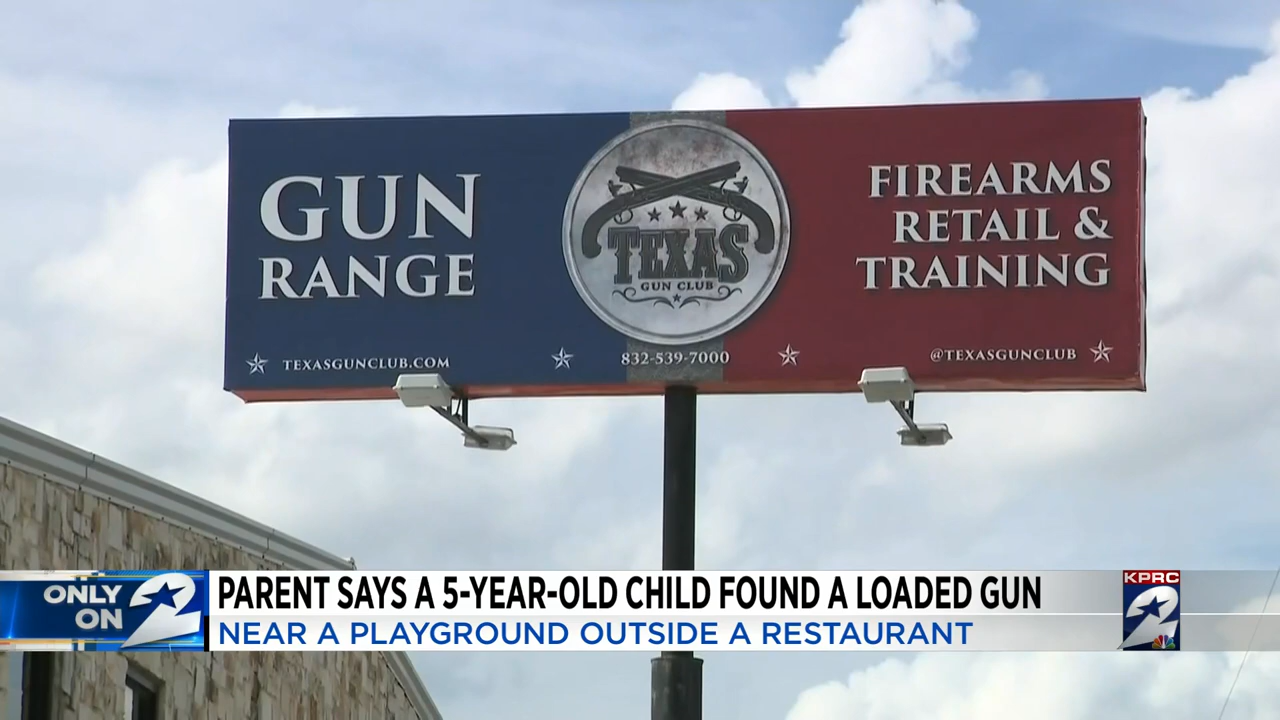 GUN
RANGE
TEXAS
GUN CLUB
FIREARMS
RETAIL &
TRAINING
TEXASGUNCLUB.COM
832-539-7000
@TEXASGUNCLUB
ONLY
ON 2
PARENT SAYS A 5-YEAR-OLD CHILD FOUND A LOADED GUN
NEAR A PLAYGROUND OUTSIDE A RESTAURANT
KPRC
2